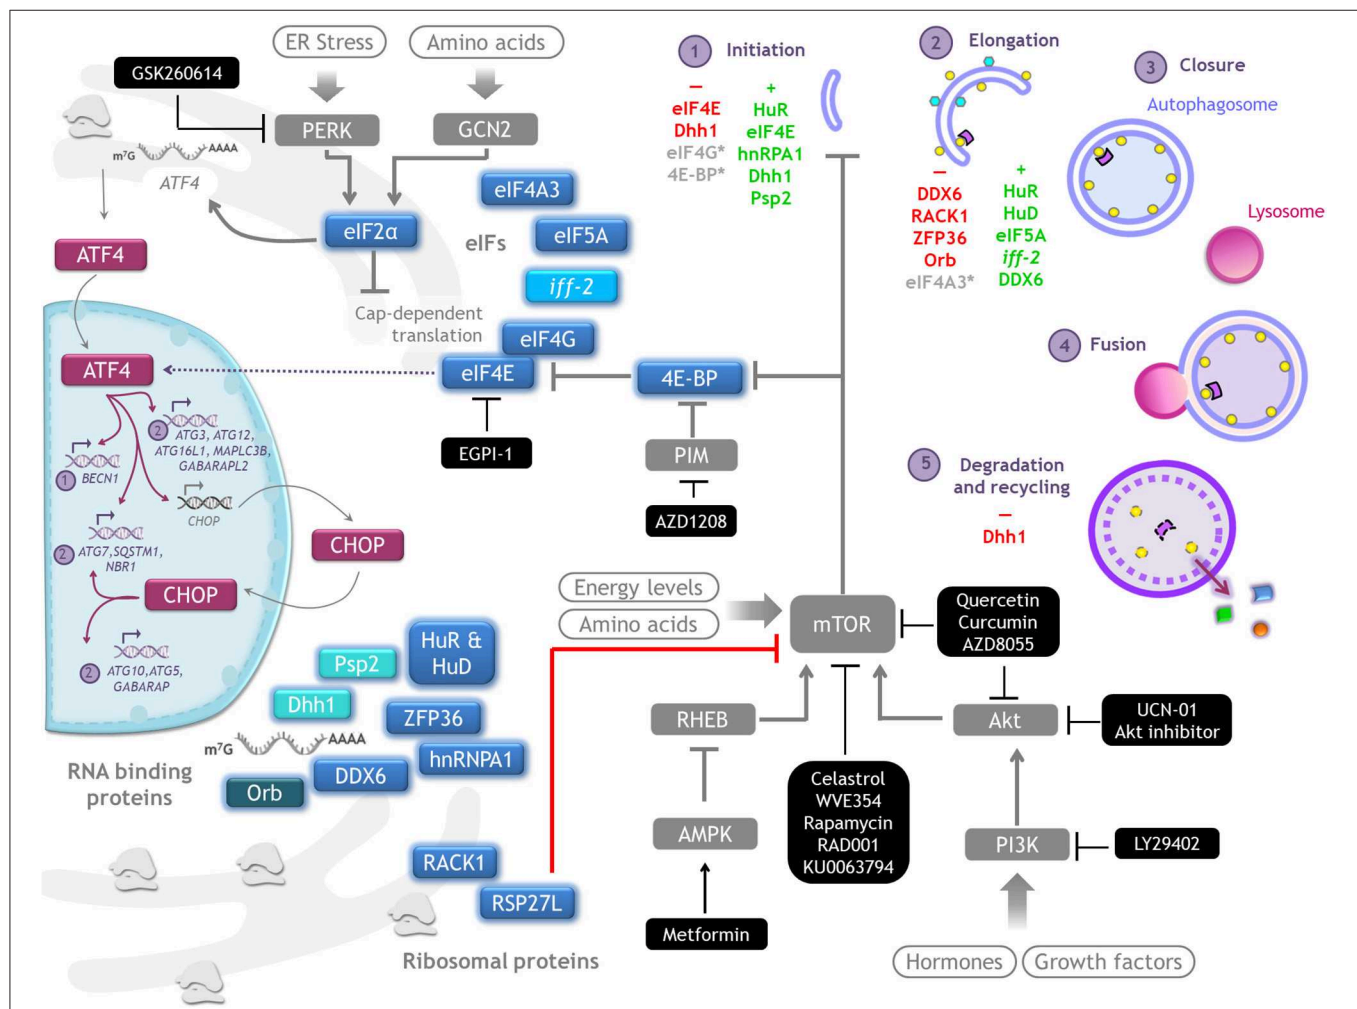 ER Stress
Amino acids
GSK260614
PERK
GCN2
m7G
AAAA
ATF4
eIF4A3
eIF2α
eIFs
eIF5A
ATF4
iff-2
Cap-dependent
translation
eIF4G
eIF4E
4E-BP
ATF4
EGPI-1
PIM
AZD1208
2
ATG3, ATG12,
ATG16L1, MAPLC3B,
GABARAPL2
1
BECN1
CHOP
2
ATG7,SQSTM1,
NBR1
CHOP
CHOP
2
ATG10,ATG5,
GABARAP
1
Initiation
–
eIF4E
Dhh1
eIF4G*
4E-BP*
+
HuR
eIF4E
hnRPA1
Dhh1
Psp2
2
Elongation
–
DDX6
RACK1
ZFP36
Orb
eIF4A3*
+
HuR
HuD
eIF5A
iff-2
DDX6
3
Closure
Autophagosome
Lysosome
4
Fusion
5
Degradation
and recycling
–
Dhh1
Energy levels
Amino acids
mTOR
Quercetin
Curcumin
AZD8055
RHEB
Akt
UCN-01
Akt inhibitor
Celastrol
WVE354
Rapamycin
RAD001
KU0063794
AMPK
PI3K
LY29402
Metformin
Hormones
Growth factors
Psp2
HuR &
HuD
Dhh1
ZFP36
m7G
AAAA
hnRNPA1
DDX6
Orb
RNA binding
proteins
RACK1
RSP27L
Ribosomal proteins